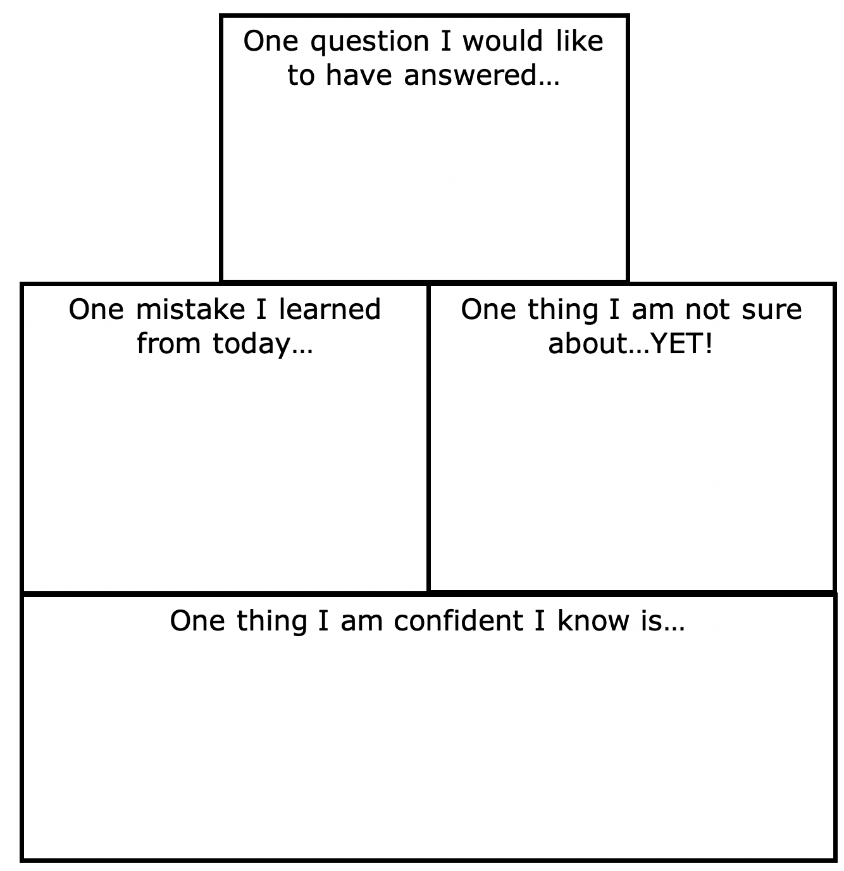 One question I would like
to have answered…
One mistake I learned
from today…
One thing I am not sure
about…YET!
One thing I am confident I know is…